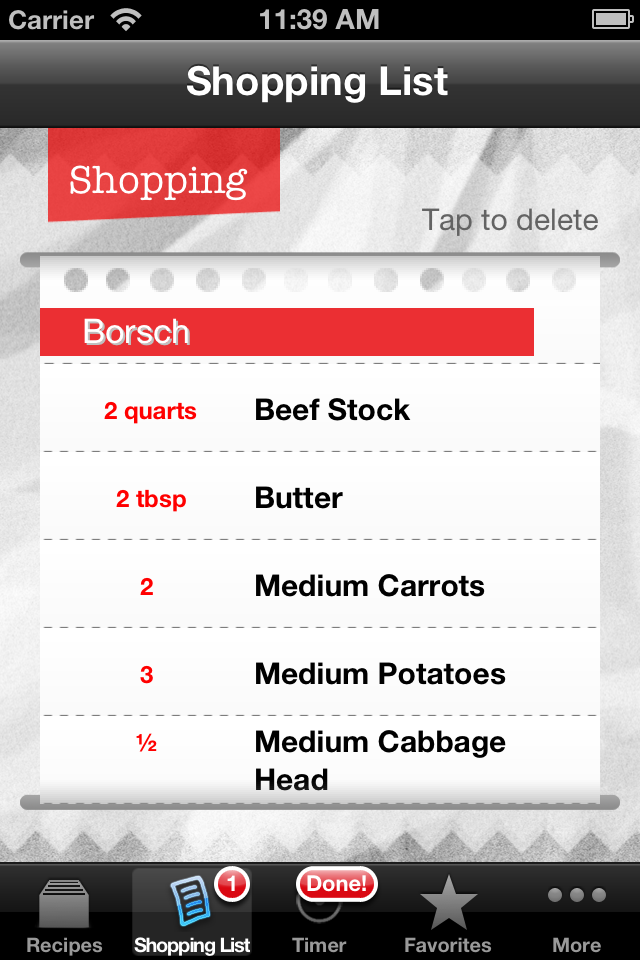 Carrier 11:39 AM
Shopping List
Shopping
Tap to delete
Borsch
2 quarts Beef Stock
2 tbsp Butter
2 Medium Carrots
3 Medium Potatoes
½ Medium Cabbage
Head
1 Done!
Recipes Shopping List Timer Favorites More